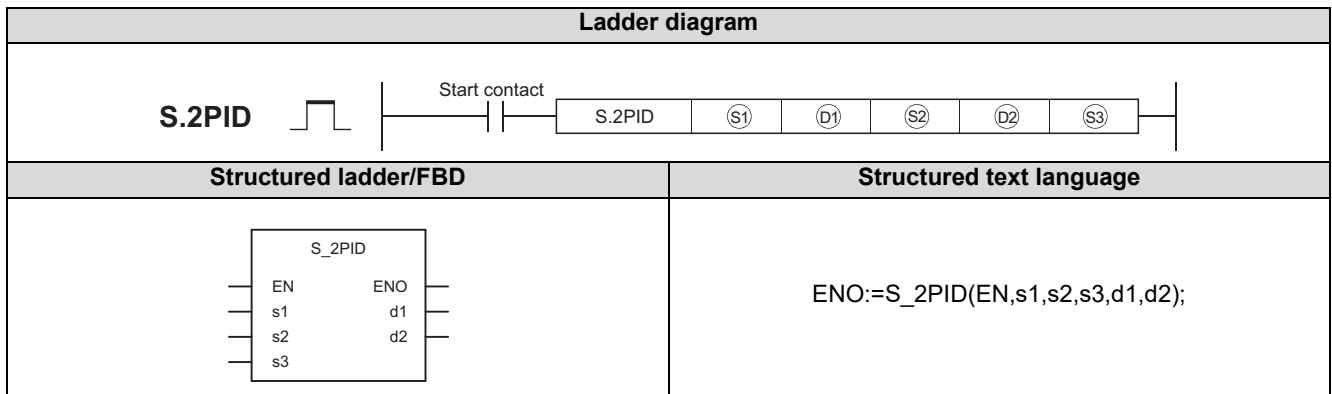 Ladder diagram
Start contact
S.2PID
S.2PID S1 D1 S2 D2 S3
Structured ladder/FBD
Structured text language
S_2PID
EN ENO
s1 d1
s2 d2
s3
ENO:=S_2PID(EN,s1,s2,s3,d1,d2);